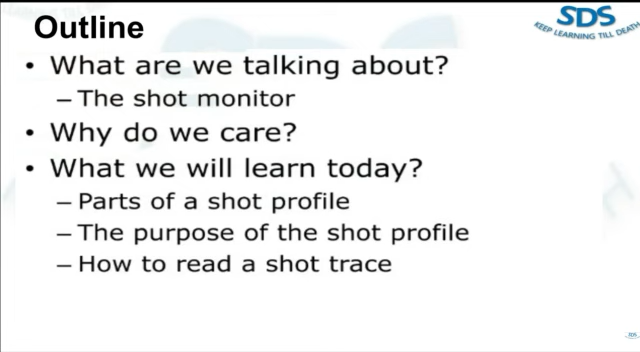 Outline
SDS
KEEP LEARNING TILL DEATH
• What are we talking about?
– The shot monitor
• Why do we care?
• What we will learn today?
– Parts of a shot profile
– The purpose of the shot profile
– How to read a shot trace
SDS